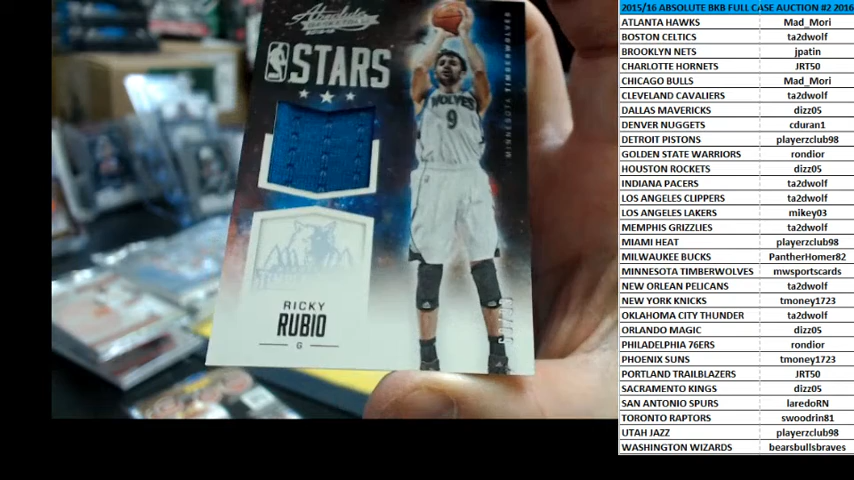 Absolute
BASKETBALL
STARS
MINNESOTA TIMBERWOLVES
WOLVES
9
RICKY
RUBIO
G
2015/16 ABSOLUTE BKB FULL CASE AUCTION #2 2016
ATLANTA HAWKS Mad_Mori
BOSTON CELTICS ta2dwolf
BROOKLYN NETS jpatin
CHARLOTTE HORNETS JRT50
CHICAGO BULLS Mad_Mori
CLEVELAND CAVALIERS ta2dwolf
DALLAS MAVERICKS dizz05
DENVER NUGGETS cduran1
DETROIT PISTONS playerzclub98
GOLDEN STATE WARRIORS rondior
HOUSTON ROCKETS dizz05
INDIANA PACERS ta2dwolf
LOS ANGELES CLIPPERS ta2dwolf
LOS ANGELES LAKERS mikey03
MEMPHIS GRIZZLIES ta2dwolf
MIAMI HEAT playerzclub98
MILWAUKEE BUCKS PantherHomer82
MINNESOTA TIMBERWOLVES mwsportscards
NEW ORLEAN PELICANS ta2dwolf
NEW YORK KNICKS tmoney1723
OKLAHOMA CITY THUNDER ta2dwolf
ORLANDO MAGIC dizz05
PHILADELPHIA 76ERS rondior
PHOENIX SUNS tmoney1723
PORTLAND TRAILBLAZERS JRT50
SACRAMENTO KINGS dizz05
SAN ANTONIO SPURS laredoRN
TORONTO RAPTORS swoodrin81
UTAH JAZZ playerzclub98
WASHINGTON WIZARDS bearsbullsbraves